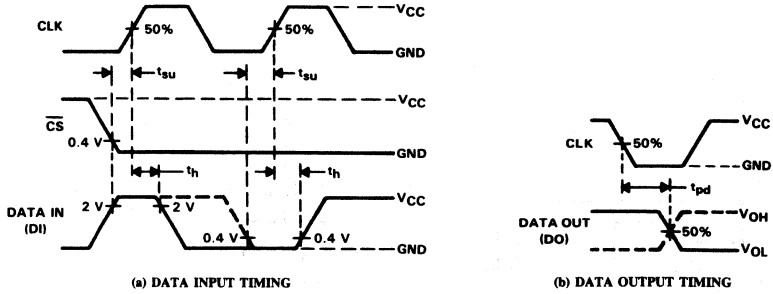 CLK
50%
50%
VCC
GND
tsu
tsu
VCC
CS
0.4 V
GND
th
th
DATA IN
(DI)
2 V
2 V
0.4 V
0.4 V
VCC
GND
(a) DATA INPUT TIMING
CLK
50%
VCC
GND
tpd
DATA OUT
(DO)
50%
VOH
VOL
(b) DATA OUTPUT TIMING